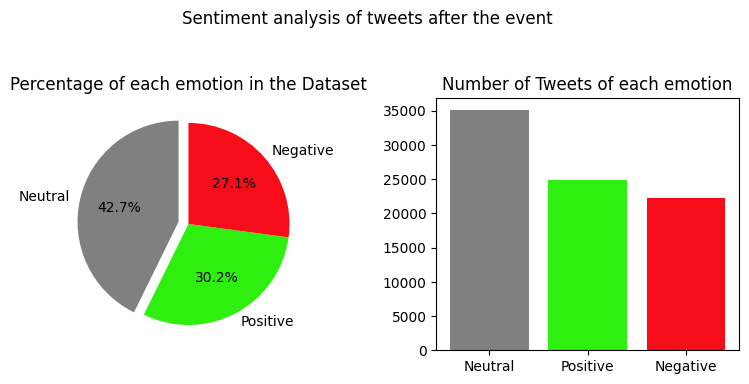 Sentiment analysis of tweets after the event
Percentage of each emotion in the Dataset
Neutral
42.7%
Positive
30.2%
Negative
27.1%
Number of Tweets of each emotion
35000
30000
25000
20000
15000
10000
5000
0
Neutral
Positive
Negative